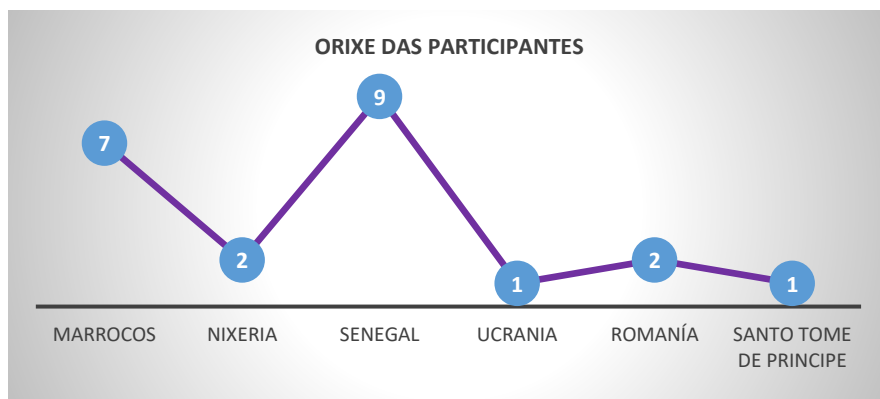 ORIXE DAS PARTICIPANTES
9
7
2
2
1
1
MARROCOS
NIXERIA
SENEGAL
UCRANIA
ROMANÍA
SANTO TOME
DE PRINCIPE